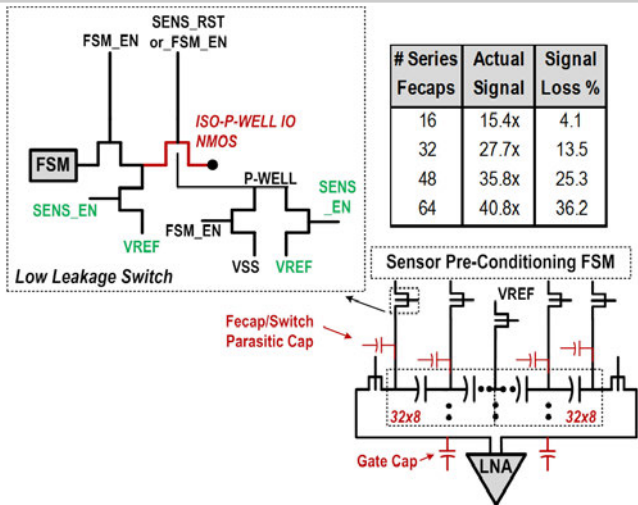 SENS_RST
or_FSM_EN
FSM_EN
ISO-P-WELL IO
NMOS
FSM
P-WELL
SENS
_EN
SENS_EN
FSM_EN
VREF
VSS
VREF
Low Leakage Switch
# Series Fecaps | Actual Signal | Signal Loss %
16 15.4x 4.1
32 27.7x 13.5
48 35.8x 25.3
64 40.8x 36.2
Sensor Pre-Conditioning FSM
VREF
Fecap/Switch
Parasitic Cap
32x8
32x8
Gate Cap
LNA